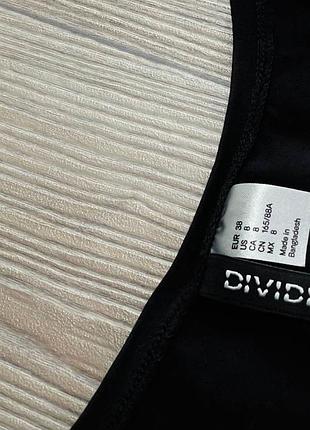 EUR 38
US 8
CA 8
CN 165/88A
MX 8
Made in
Bangladesh
DIVIDE